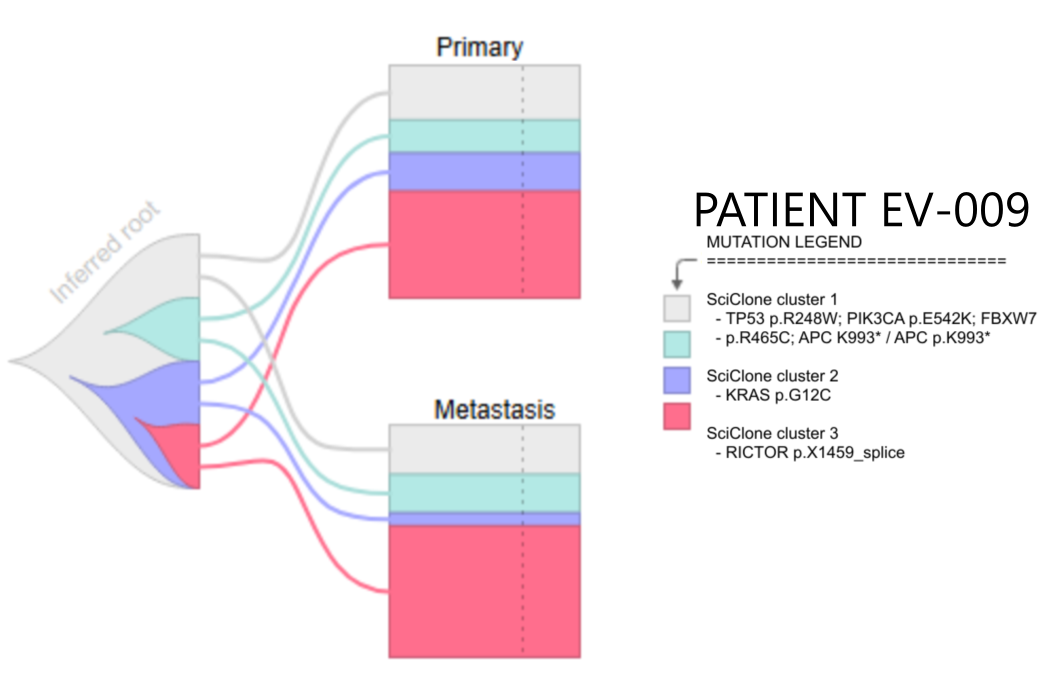 Primary
Inferred root
Metastasis
PATIENT EV-009
MUTATION LEGEND
==============================
SciClone cluster 1
- TP53 p.R248W; PIK3CA p.E542K; FBXW7
- p.R465C; APC K993* / APC p.K993*
SciClone cluster 2
- KRAS p.G12C
SciClone cluster 3
- RICTOR p.X1459_splice